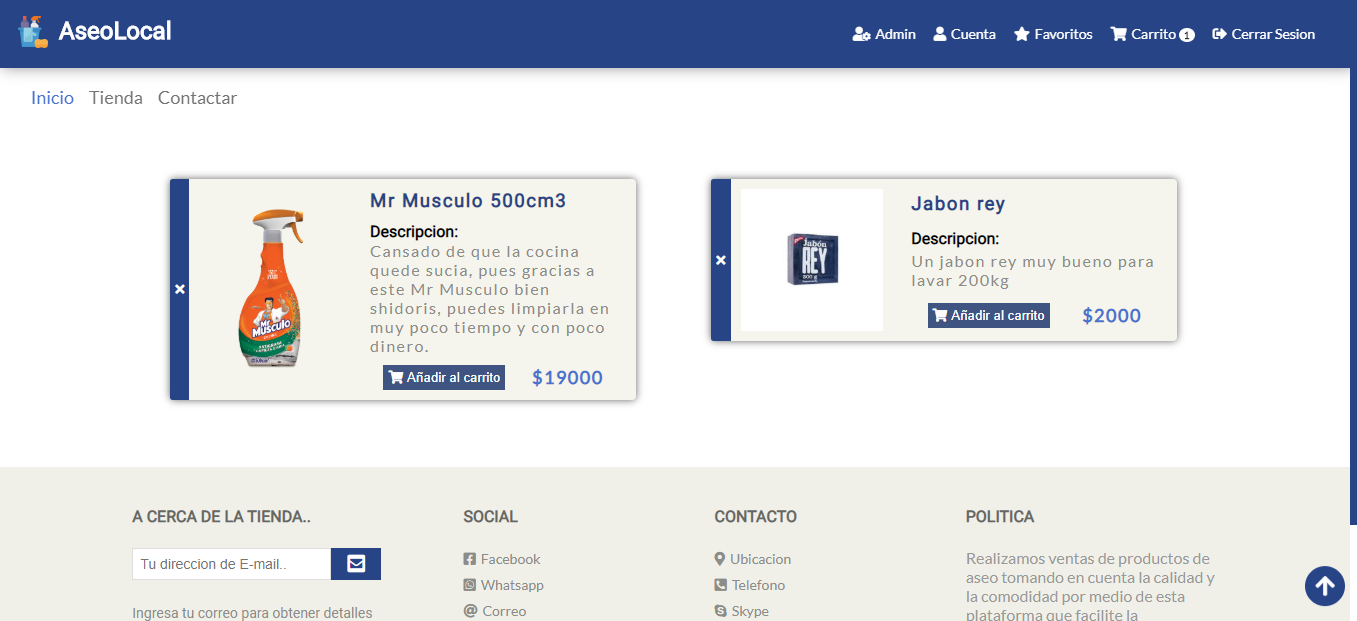 AseoLocal
Admin
Cuenta
Favoritos
Carrito 1
Cerrar Sesion
Inicio
Tienda
Contactar
Mr Musculo 500cm3
Descripcion:
Cansado de que la cocina
quede sucia, pues gracias a
este Mr Musculo bien
shidoris, puedes limpiarla en
muy poco tiempo y con poco
dinero.
Añadir al carrito
$19000
Mr
Musculo
Jabon rey
Descripcion:
Un jabon rey muy bueno para
lavar 200kg
Añadir al carrito
$2000
Jabón
REY
300 g
A CERCA DE LA TIENDA..
Tu direccion de E-mail..
Ingresa tu correo para obtener detalles
SOCIAL
Facebook
Whatsapp
Correo
CONTACTO
Ubicacion
Telefono
Skype
POLITICA
Realizamos ventas de productos de
aseo tomando en cuenta la calidad y
la comodidad por medio de esta
plataforma que facilite la